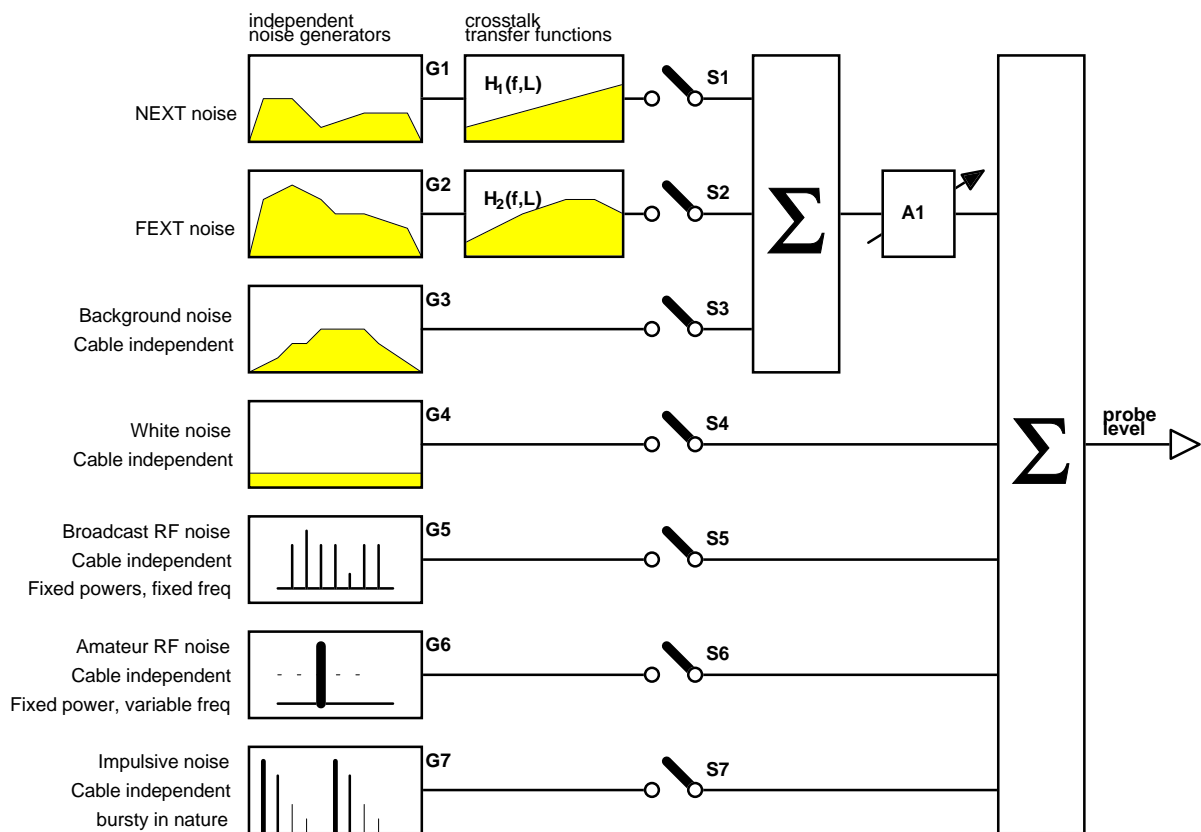 independent
noise generators
crosstalk
transfer functions
NEXT noise
G1
H1(f,L)
S1
FEXT noise
G2
H2(f,L)
S2
Σ
A1
Background noise
Cable independent
G3
S3
White noise
Cable independent
G4
S4
Σ
probe
level
Broadcast RF noise
Cable independent
Fixed powers, fixed freq
G5
S5
Amateur RF noise
Cable independent
Fixed power, variable freq
G6
S6
Impulsive noise
Cable independent
bursty in nature
G7
S7